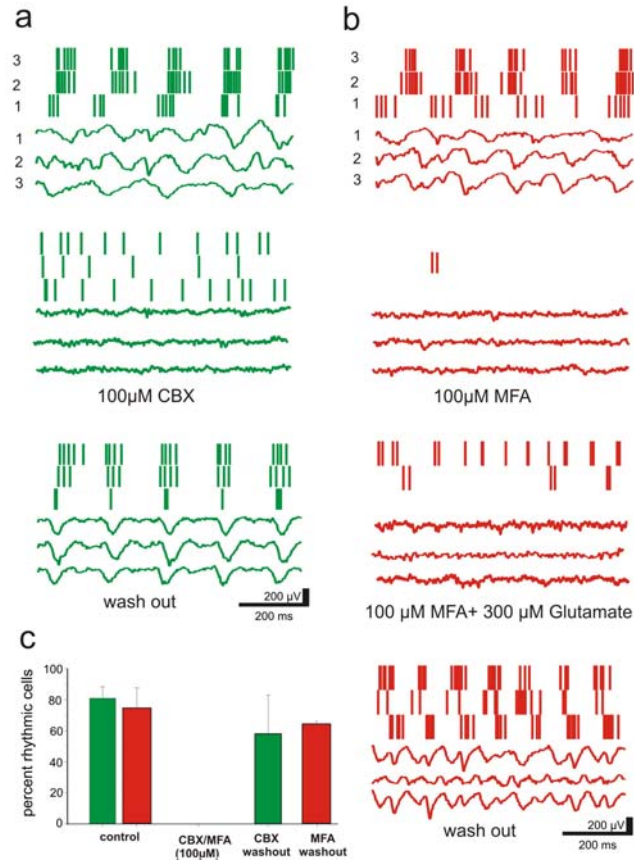 a
3
2
1
1
2
3
100µM CBX
wash out
200 µV
200 ms
b
3
2
1
1
2
3
100µM MFA
100 µM MFA+ 300 µM Glutamate
wash out
200 µV
200 ms
c
percent rhythmic cells
100
80
60
40
20
0
control
CBX/MFA
(100µM)
CBX
washout
MFA
washout